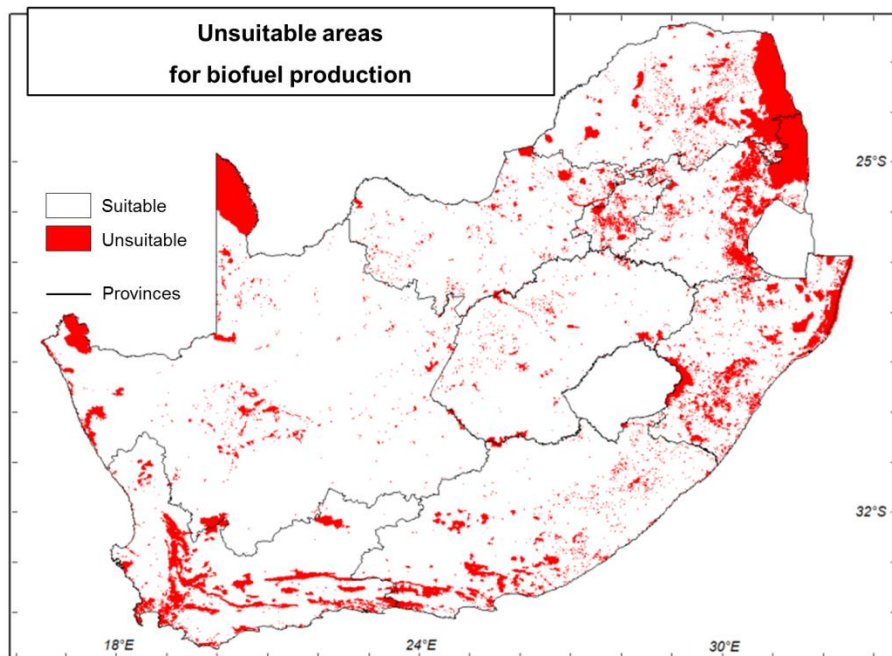 Unsuitable areas
for biofuel production
25°S
Suitable
Unsuitable
Provinces
32°S
18°E
24°E
30°E